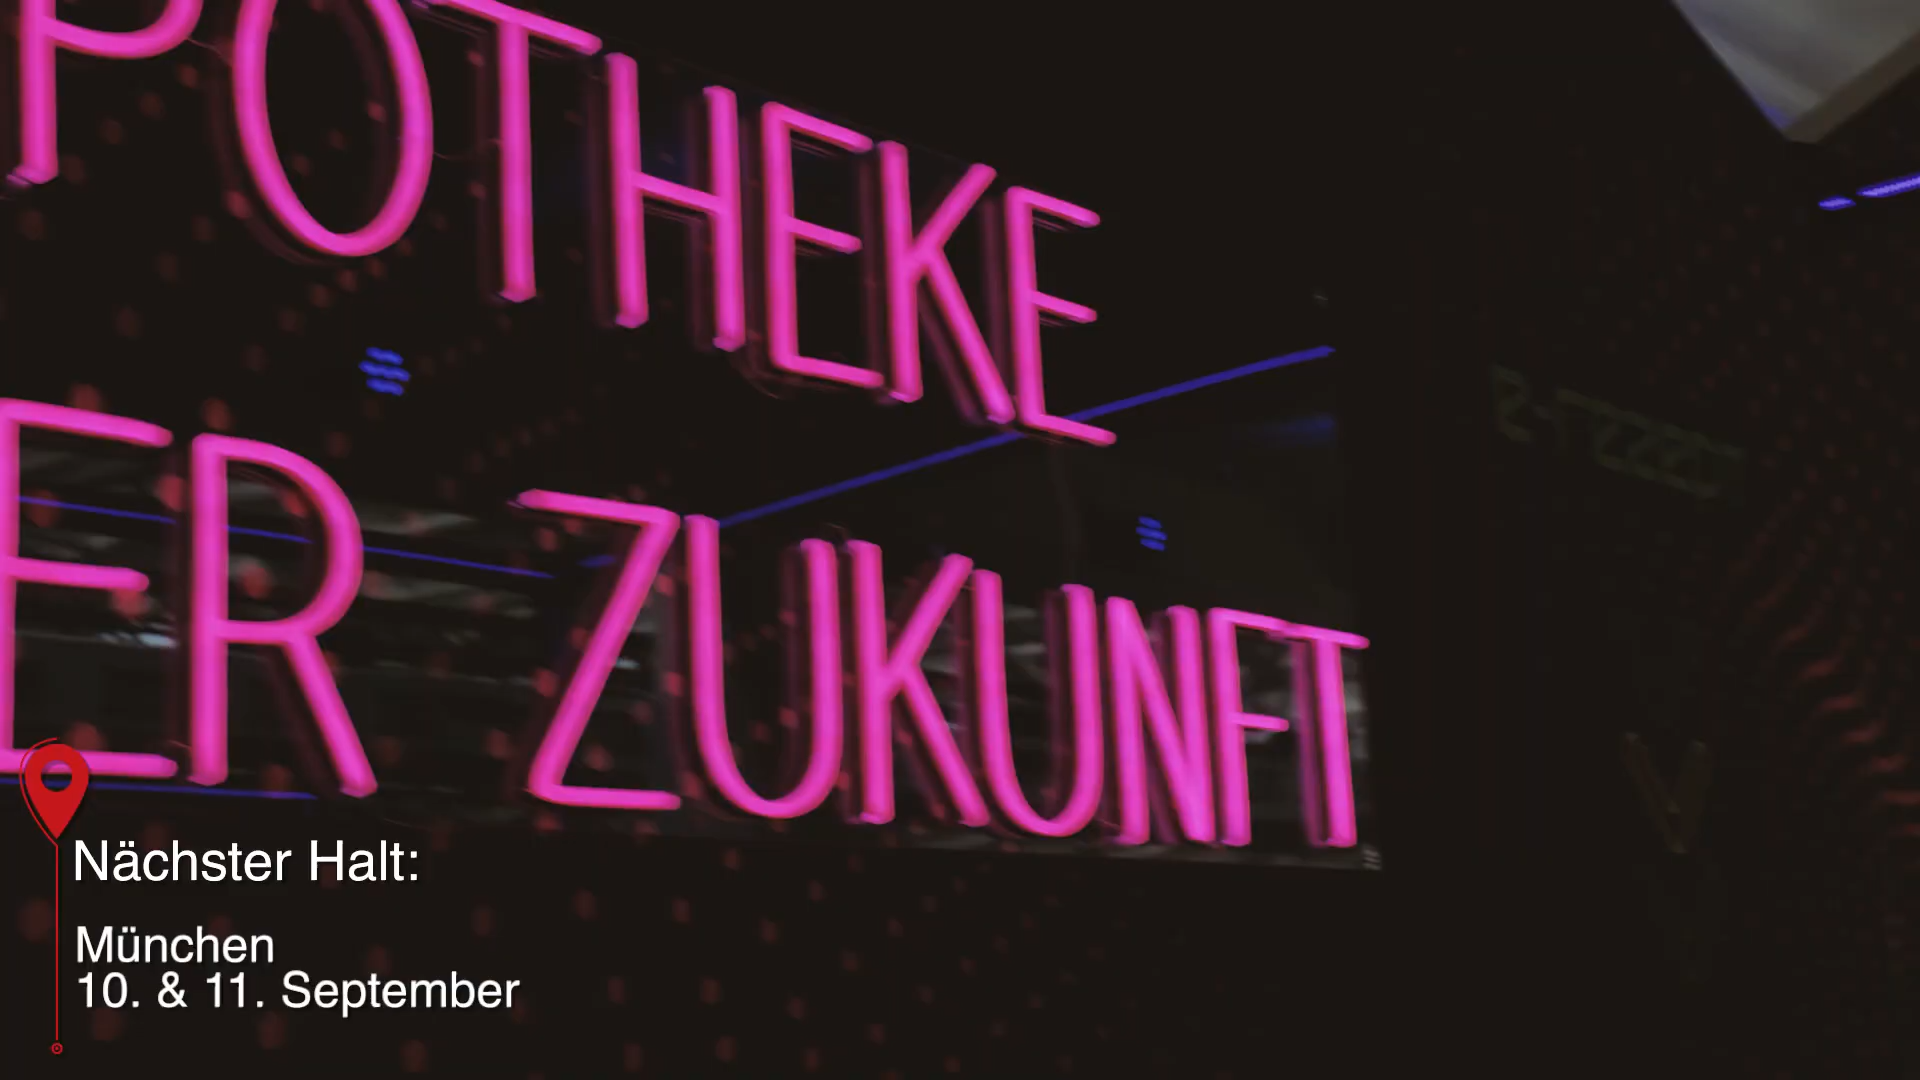 POTHEKE
ER ZUKUNFT
Nächster Halt:
München
10. & 11. September